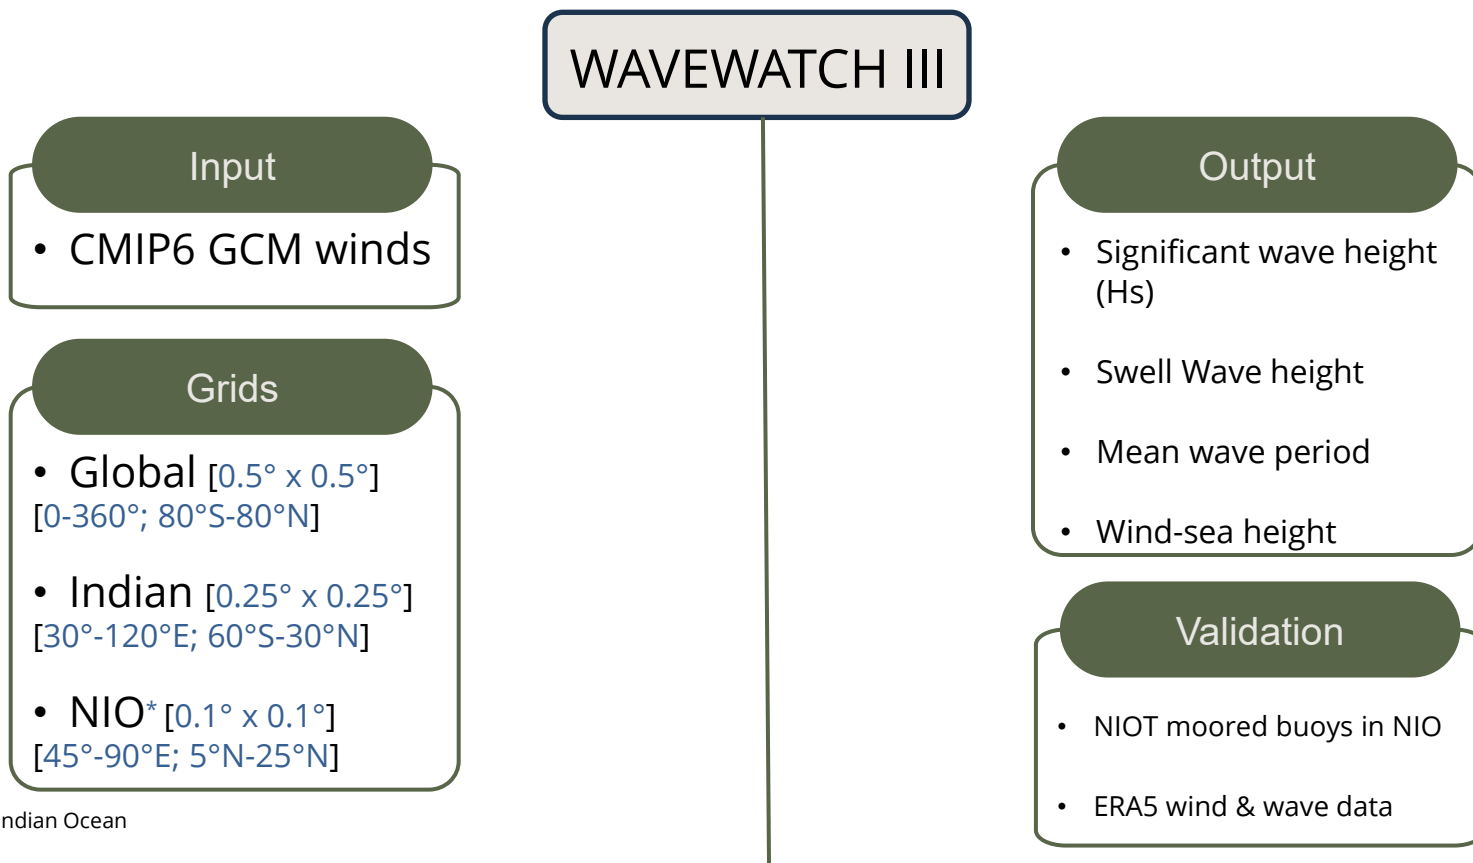 WAVEWATCH III
Input
• CMIP6 GCM winds
Grids
• Global [0.5° x 0.5°]
[0-360°; 80°S-80°N]
• Indian [0.25° x 0.25°]
[30°-120°E; 60°S-30°N]
• NIO* [0.1° x 0.1°]
[45°-90°E; 5°N-25°N]
ndian Ocean
Output
• Significant wave height
(Hs)
• Swell Wave height
• Mean wave period
• Wind-sea height
Validation
• NIOT moored buoys in NIO
• ERA5 wind & wave data